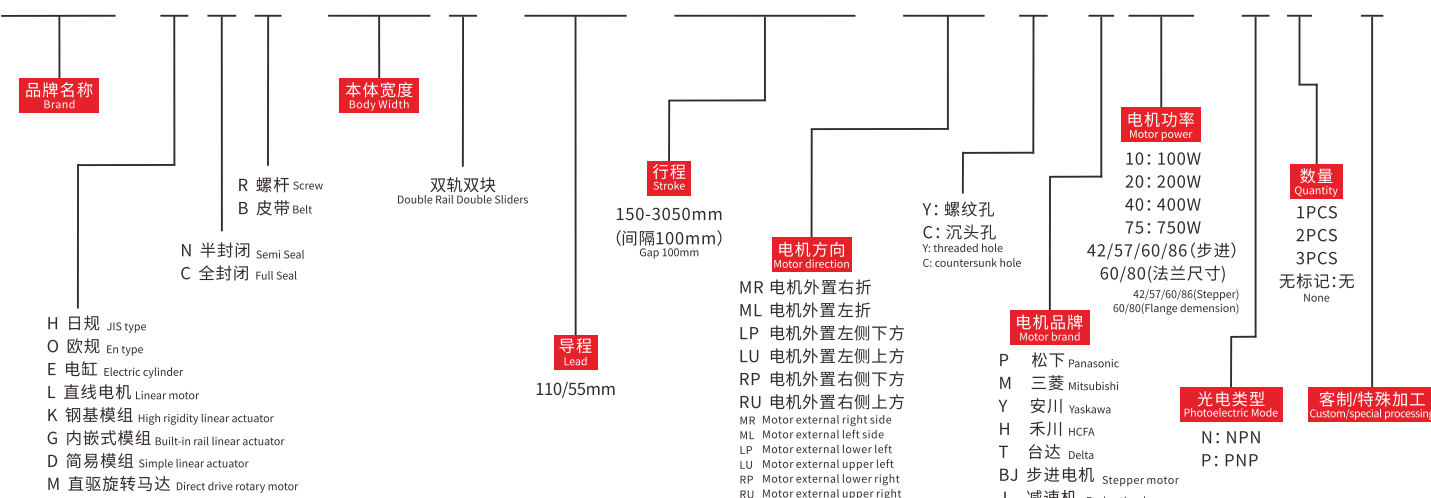 品牌名称
Brand
H 日规 JIS type
O 欧规 En type
E 电缸 Electric cylinder
L 直线电机 Linear motor
K 钢基模组 High rigidity linear actuator
G 内嵌式模组 Built-in rail linear actuator
D 简易模组 Simple linear actuator
M 直驱旋转马达 Direct drive rotary motor
N 半封闭 Semi Seal
C 全封闭 Full Seal
R 螺杆 Screw
B 皮带 Belt
本体宽度
Body Width
双轨双块
Double Rail Double Sliders
导程
Lead
110/55mm
行程
Stroke
150-3050mm
(间隔100mm)
Gap 100mm
电机方向
Motor direction
MR 电机外置右折
ML 电机外置左折
LP 电机外置左侧下方
LU 电机外置左侧上方
RP 电机外置右侧下方
RU 电机外置右侧上方
MR Motor external right side
ML Motor external left side
LP Motor external lower left
LU Motor external upper left
RP Motor external lower right
RU Motor external upper right
Y：螺纹孔
C：沉头孔
Y: threaded hole
C: countersunk hole
电机品牌
Motor brand
P 松下 Panasonic
M 三菱 Mitsubishi
Y 安川 Yaskawa
H 禾川 HCFA
T 台达 Delta
BJ 步进电机 Stepper motor
J 减速机
电机功率
Motor power
10：100W
20：200W
40：400W
75：750W
42/57/60/86(步进)
60/80(法兰尺寸)
42/57/60/86(Stepper)
60/80(Flange demension)
光电类型
Photoelectric Mode
N：NPN
P：PNP
数量
Quantity
1PCS
2PCS
3PCS
无标记：无
None
客制/特殊加工
Custom/special processing